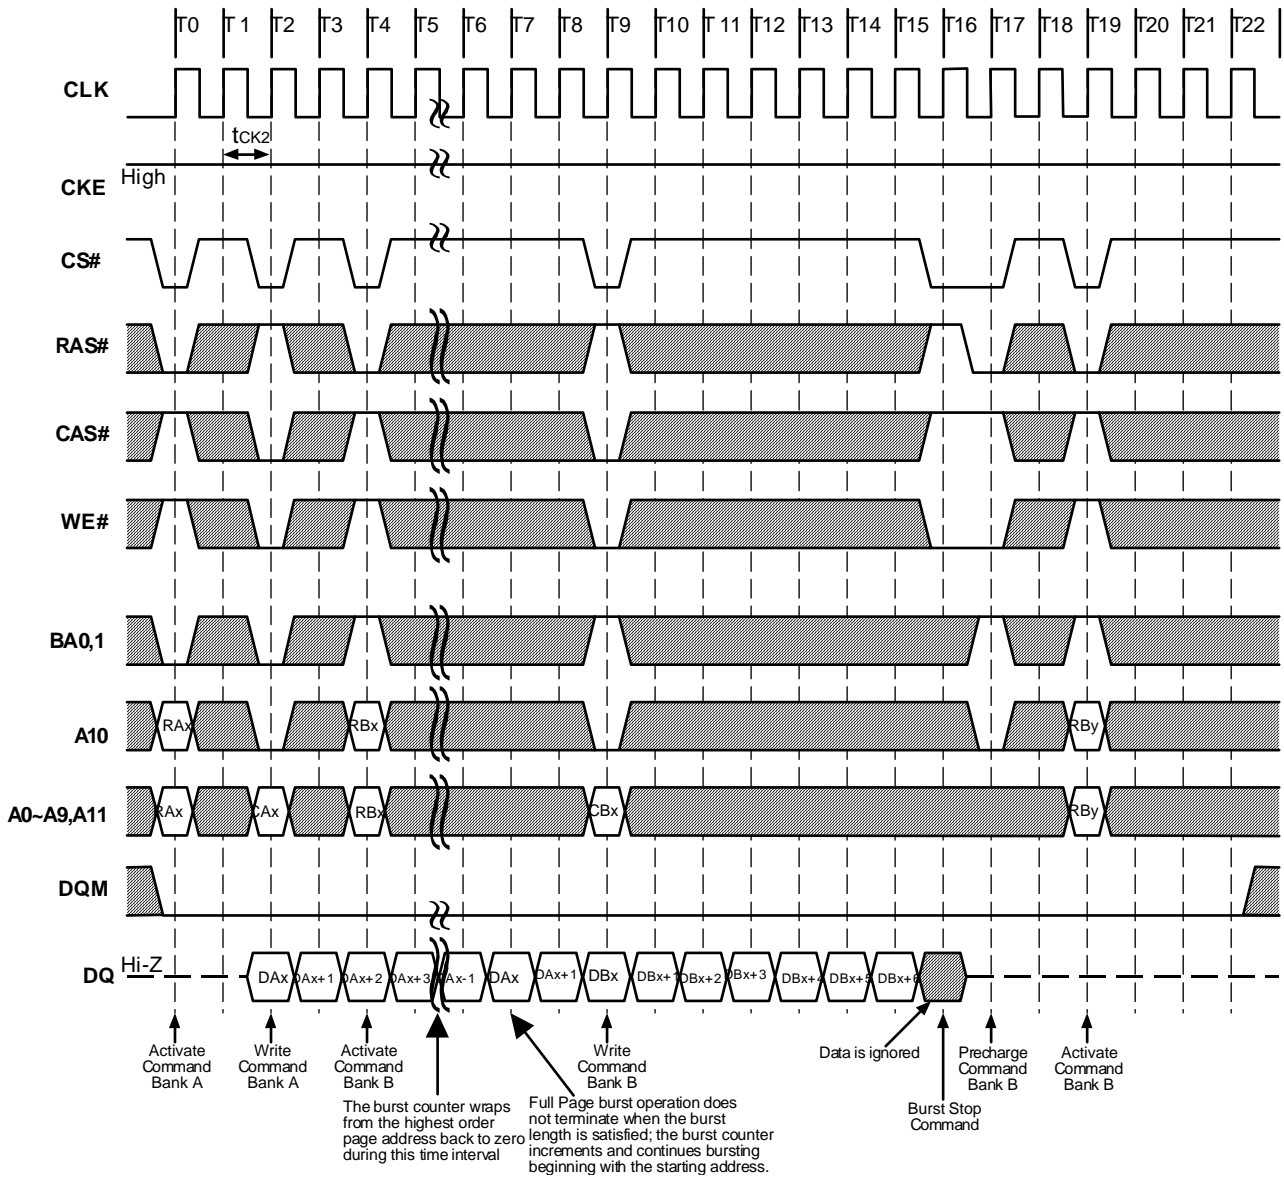 T0 T 1 T2 T3 T4 T5 T6 T7 T8 T9 T10 T 11 T12 T13 T14 T15 T16 T17 T18 T19 T20 T21 T22
CLK
tCK2
High
CKE
CS#
RAS#
CAS#
WE#
BA0,1
A10
RAx RBx RBy
A0~A9,A11
RAx CAx RBx CBx RBy
DQM
DQ
Hi-Z
DAx DAx+1 DAx+2 DAx+3 DAx-1 DAx DAx+1 DBx DBx+1 DBx+2 DBx+3 DBx+4 DBx+5 DBx+6
Activate
Command
Bank A
Write
Command
Bank A
Activate
Command
Bank B
The burst counter wraps
from the highest order
page address back to zero
during this time interval
Full Page burst operation does
not terminate when the burst
length is satisfied; the burst counter
increments and continues bursting
beginning with the starting address.
Write
Command
Bank B
Data is ignored
Burst Stop
Command
Precharge
Command
Bank B
Activate
Command
Bank B